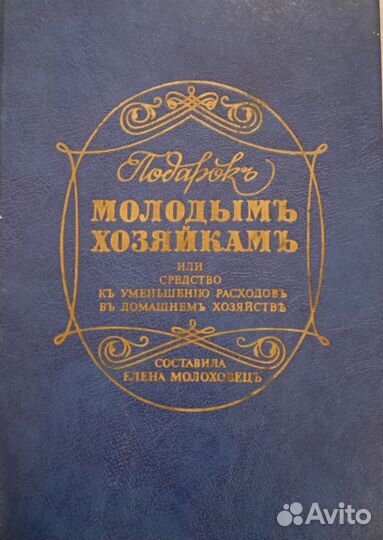 Подарокъ
МОЛОДЫМЪ
ХОЗЯЙКАМЪ
ИЛИ
СРЕДСТВО
КЪ УМЕНЬШЕНІЮ РАСХОДОВЪ
ВЪ ДОМАШНЕМЪ ХОЗЯЙСТВѢ
СОСТАВИЛА
ЕЛЕНА МОЛОХОВЕЦЪ
Avito